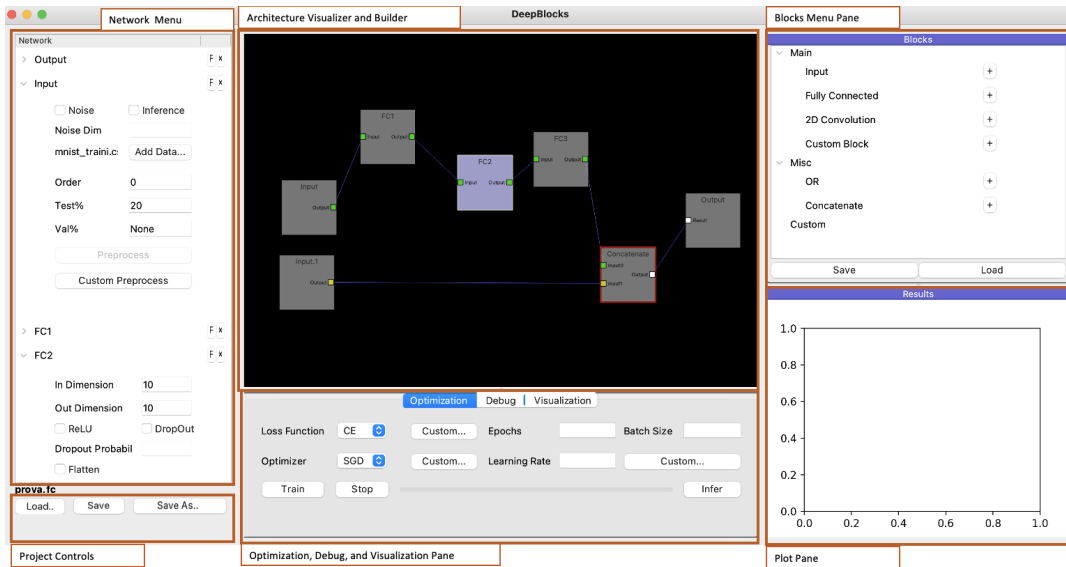 Network Menu
Architecture Visualizer and Builder
DeepBlocks
Blocks Menu Pane
Network
Output
F x
Input
F x
Noise
Inference
Noise Dim
mnist_traini.c:
Add Data...
Order
0
Test%
20
Val%
None
Preprocess
Custom Preprocess
FC1
F x
FC2
F x
In Dimension
10
Out Dimension
10
ReLU
DropOut
Dropout Probabil
Flatten
prova.fc
Load..
Save
Save As..
Project Controls
FC1
Input Output
FC2
Input Output
FC3
Input Output
Input
Output
Output
Result
Input.1
Output
Concatenate
Input0
Output
Input1
Optimization
Debug
Visualization
Loss Function
CE
Custom...
Epochs
Batch Size
Optimizer
SGD
Custom...
Learning Rate
Custom...
Train
Stop
Infer
Optimization, Debug, and Visualization Pane
Blocks
Main
Input
+
Fully Connected
+
2D Convolution
+
Custom Block
+
Misc
OR
+
Concatenate
+
Custom
Save
Load
Results
1.0
0.8
0.6
0.4
0.2
0.0
0.0 0.2 0.4 0.6 0.8 1.0
Plot Pane